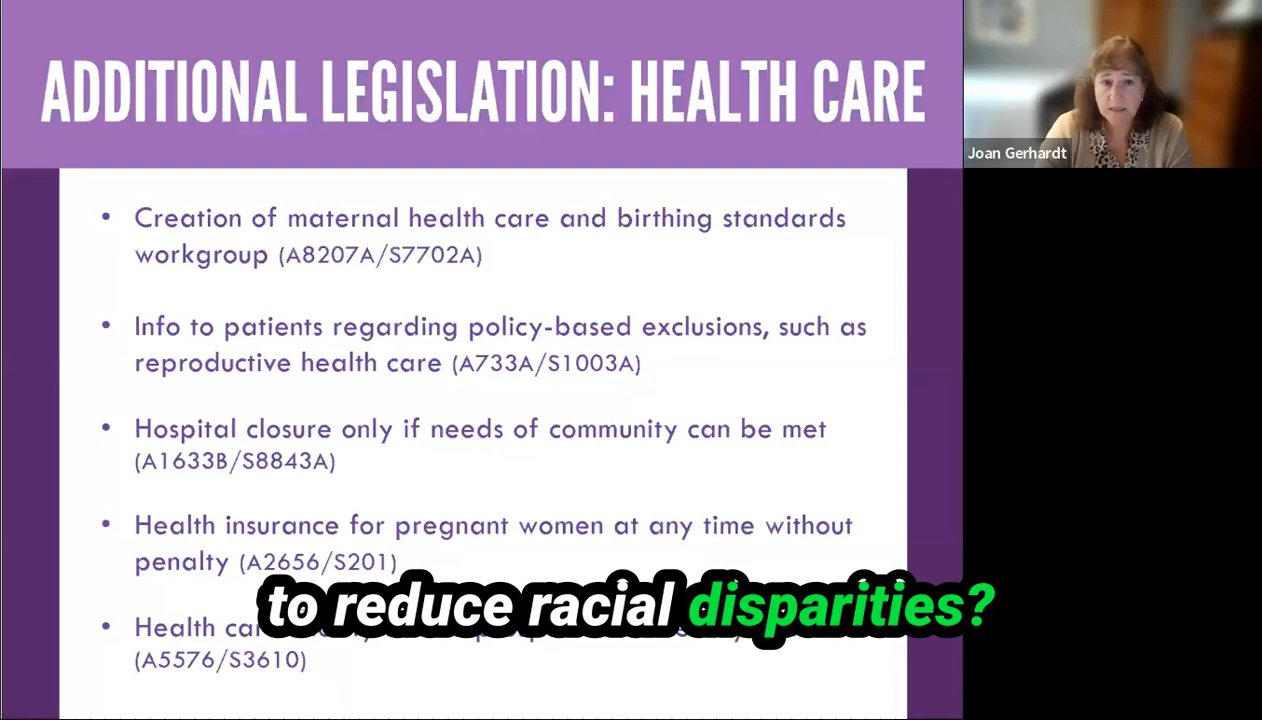 ADDITIONAL LEGISLATION: HEALTH CARE
Joan Gerhardt
• Creation of maternal health care and birthing standards
workgroup (A8207A/S7702A)
• Info to patients regarding policy-based exclusions, such as
reproductive health care (A733A/S1003A)
• Hospital closure only if needs of community can be met
(A1633B/S8843A)
• Health insurance for pregnant women at any time without
penalty (A2656/S201)
to reduce racial disparities?
• Health
(A5576/S3610)